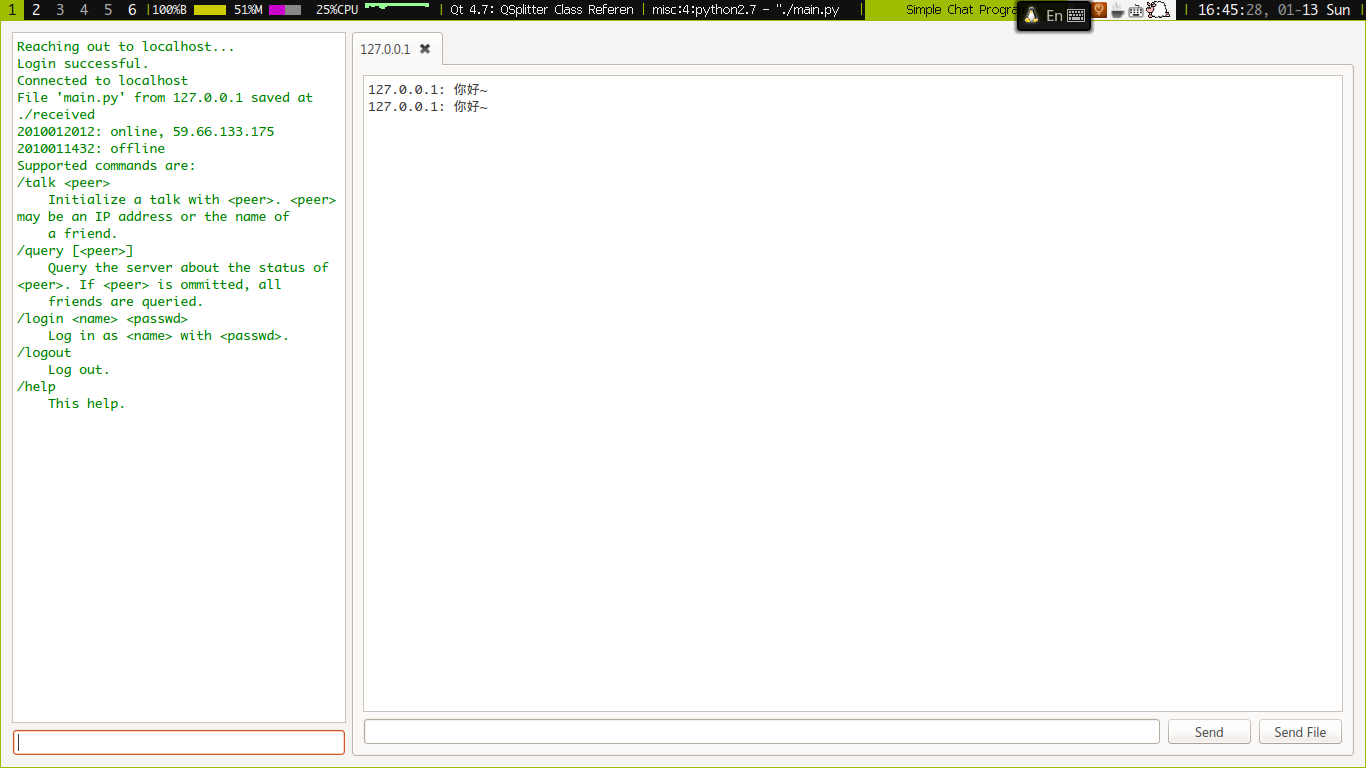 1 2 3 4 5 6 |100%B 51%M 25%CPU | Qt 4.7: QSplitter Class Referen | misc:4:python2.7 - "./main.py | Simple Chat Progra En | 16:45:28, 01-13 Sun |
Reaching out to localhost...
Login successful.
Connected to localhost
File 'main.py' from 127.0.0.1 saved at
./received
2010012012: online, 59.66.133.175
2010011432: offline
Supported commands are:
/talk <peer>
Initialize a talk with <peer>. <peer>
may be an IP address or the name of
a friend.
/query [<peer>]
Query the server about the status of
<peer>. If <peer> is ommitted, all
friends are queried.
/login <name> <passwd>
Log in as <name> with <passwd>.
/logout
Log out.
/help
This help.
127.0.0.1
127.0.0.1: 你好~
127.0.0.1: 你好~
Send
Send File